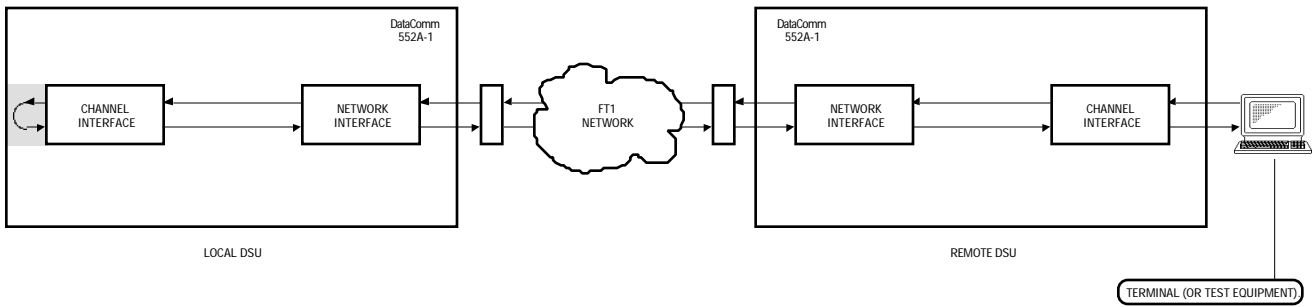 DataComm
552A-1
DataComm
552A-1
CHANNEL
INTERFACE
NETWORK
INTERFACE
FT1
NETWORK
NETWORK
INTERFACE
CHANNEL
INTERFACE
LOCAL DSU
REMOTE DSU
TERMINAL (OR TEST EQUIPMENT).